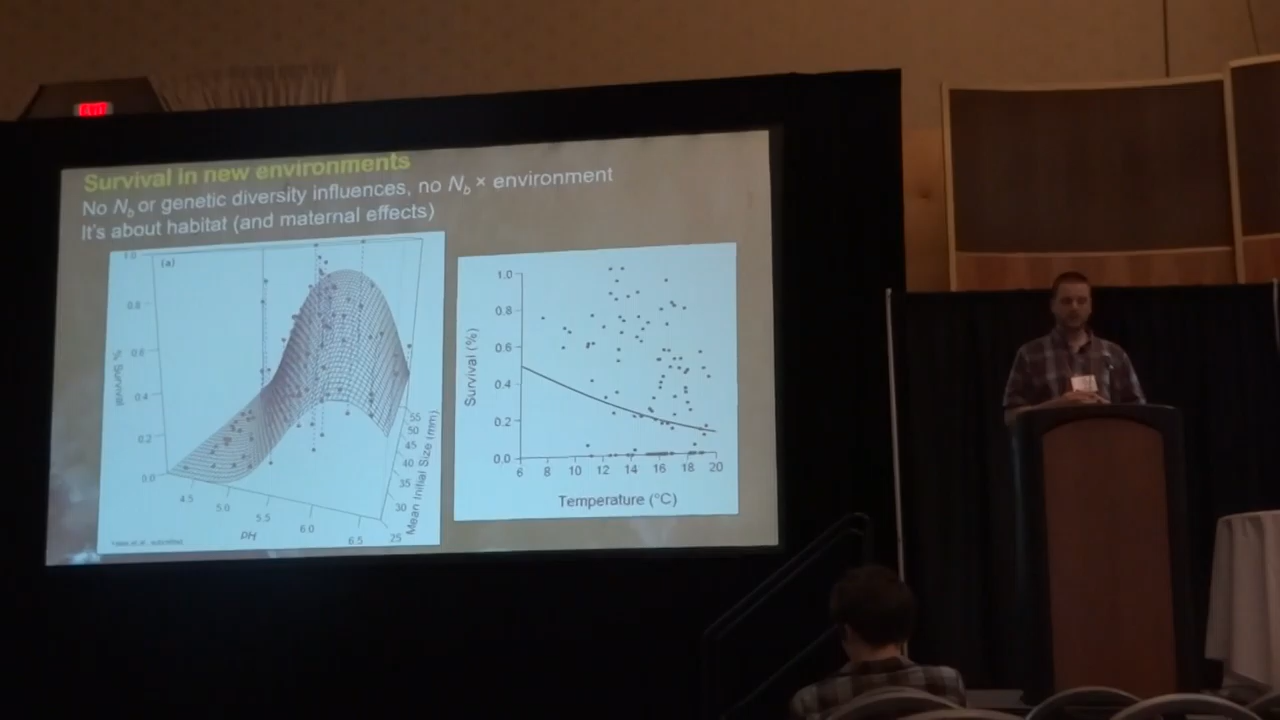 EXIT
Survival in new environments
No Nb or genetic diversity influences, no Nb × environment
It's about habitat (and maternal effects)
(a)
1.0
0.8
0.6
0.4
0.2
0.0
% Survival
4.5
5.0
5.5
6.0
6.5
pH
25
30
35
40
45
50
55
Mean Initial Size (mm)
1.0
0.8
0.6
0.4
0.2
0.0
Survival (%)
6 8 10 12 14 16 18 20
Temperature (°C)
et al., submitted